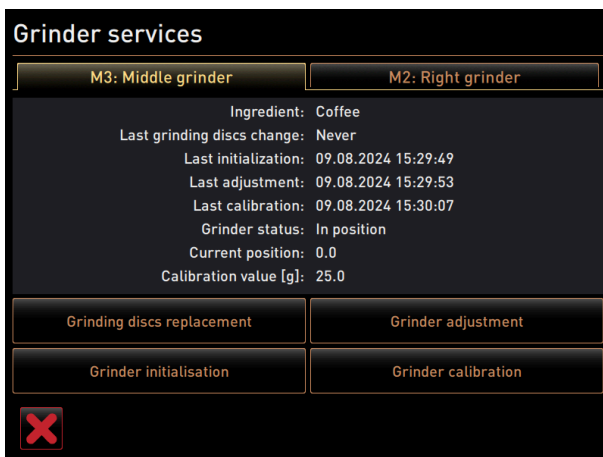 Grinder services
M3: Middle grinder
M2: Right grinder
Ingredient: Coffee
Last grinding discs change: Never
Last initialization: 09.08.2024 15:29:49
Last adjustment: 09.08.2024 15:29:53
Last calibration: 09.08.2024 15:30:07
Grinder status: In position
Current position: 0.0
Calibration value [g]: 25.0
Grinding discs replacement
Grinder adjustment
Grinder initialisation
Grinder calibration